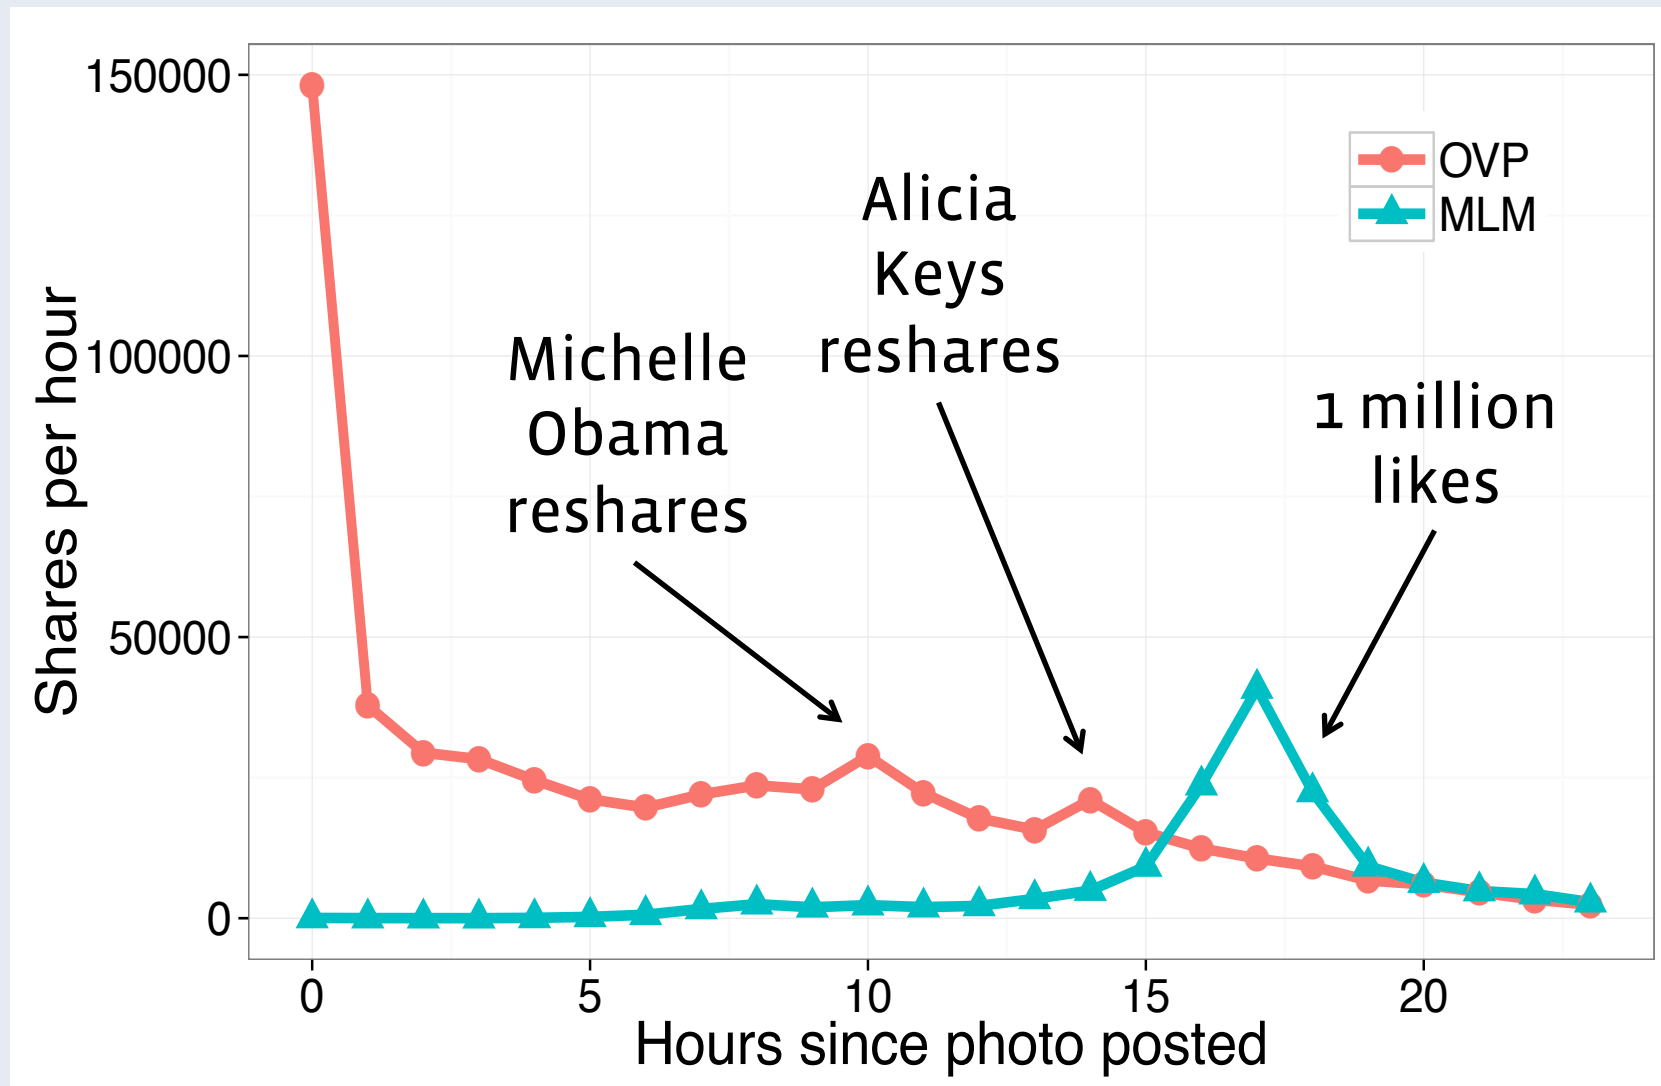 150000
100000
50000
0
Shares per hour
Michelle
Obama
reshares
Alicia
Keys
reshares
1 million
likes
OVP
MLM
0 5 10 15 20
Hours since photo posted